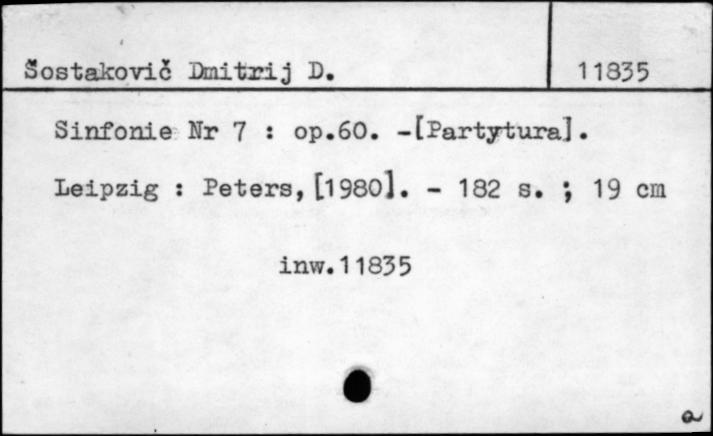 Šostakovič Dmitrij D. 11835
Sinfonie Nr 7 : op.60. -[Partytura].
Leipzig : Peters,[1980]. - 182 s. ; 19 cm
inw.11835